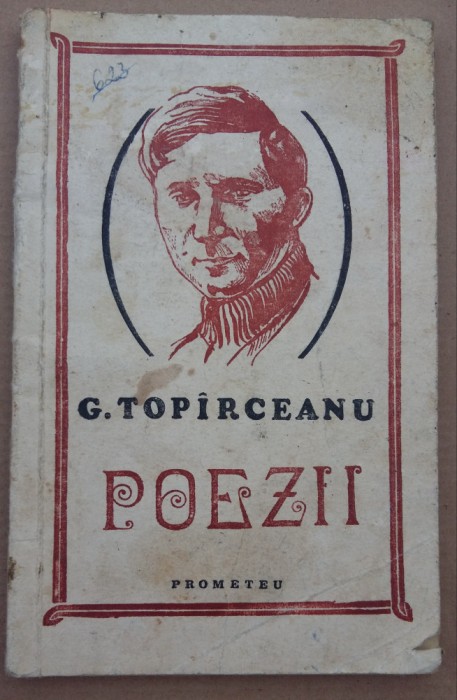 623
G. TOPÎRCEANU
POEZII
PROMETEU